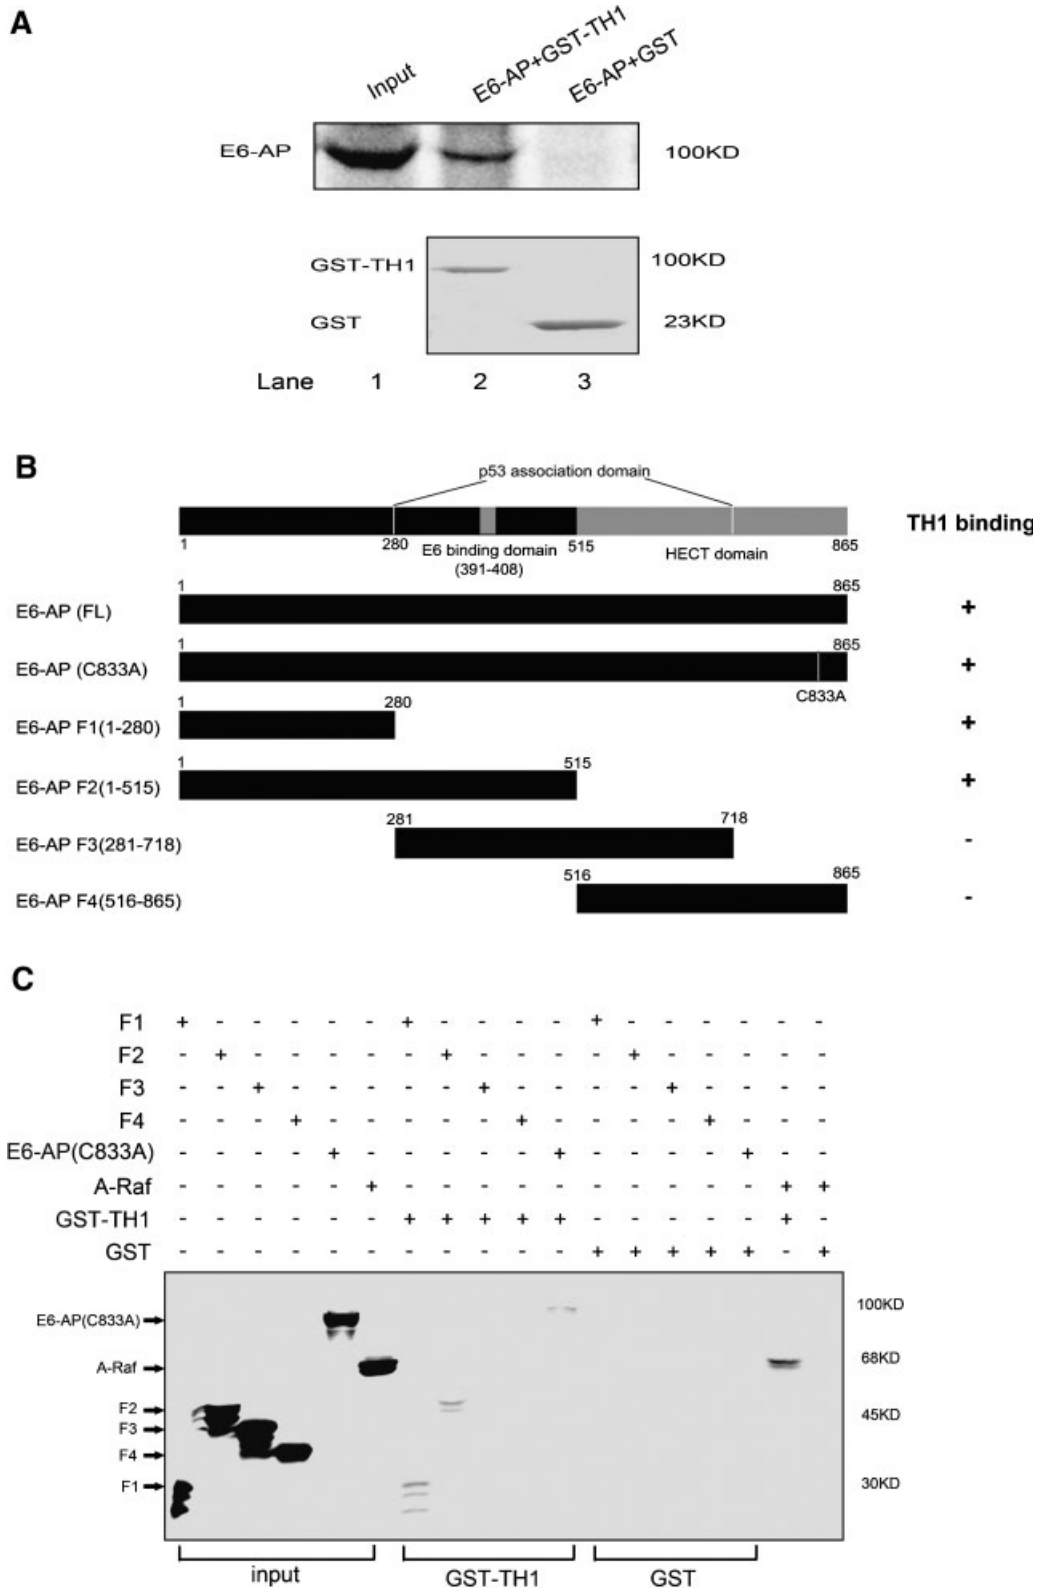 A
Input E6-AP+GST-TH1 E6-AP+GST
E6-AP 100KD
GST-TH1 100KD
GST 23KD
Lane 1 2 3
B
p53 association domain
TH1 binding
1 280 E6 binding domain 515 HECT domain 865
(391-408)
1 865
E6-AP (FL) +
1 865
E6-AP (C833A) +
C833A
1 280
E6-AP F1(1-280) +
1 515
E6-AP F2(1-515) +
281 718
E6-AP F3(281-718) -
516 865
E6-AP F4(516-865) -
C
F1 + - - - - - + - - - - + - - - - - -
F2 - + - - - - - + - - - - + - - - - -
F3 - - + - - - - - + - - - - + - - - -
F4 - - - + - - - - - + - - - - + - - -
E6-AP(C833A) - - - - + - - - - - + - - - - + - -
A-Raf - - - - - + - - - - - - - - - - + +
GST-TH1 - - - - - - + + + + + - - - - - + -
GST - - - - - - - - - - - + + + + + - +
E6-AP(C833A) 100KD
A-Raf 68KD
F2 45KD
F3
F4
F1 30KD
input GST-TH1 GST